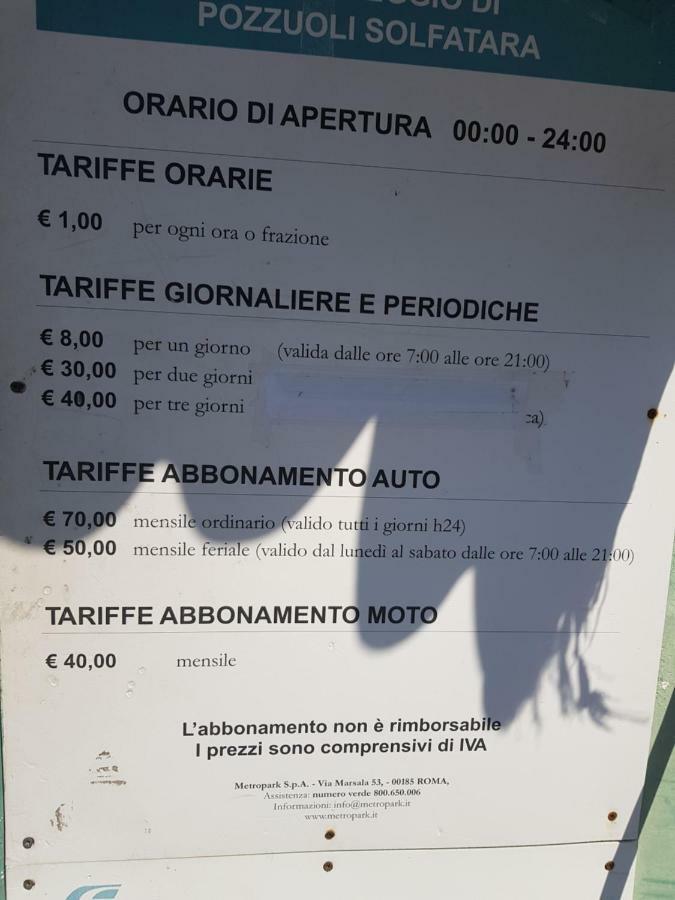 DI
POZZUOLI SOLFATARA
ORARIO DI APERTURA 00:00 - 24:00
TARIFFE ORARIE
€ 1,00 per ogni ora o frazione
TARIFFE GIORNALIERE E PERIODICHE
€ 8,00 per un giorno (valida dalle ore 7:00 alle ore 21:00)
€ 30,00 per due giorni
€ 40,00 per tre giorni
TARIFFE ABBONAMENTO AUTO
€ 70,00 mensile ordinario (valido tutti i giorni h24)
€ 50,00 mensile feriale (valido dal lunedì al sabato dalle ore 7:00 alle 21:00)
TARIFFE ABBONAMENTO MOTO
€ 40,00 mensile
L'abbonamento non è rimborsabile
I prezzi sono comprensivi di IVA
Metropark S.p.A. - Via Marsala 53, - 00185 ROMA,
Assistenza: numero verde 800.650.006
Informazioni: info@metropark.it
www.metropark.it